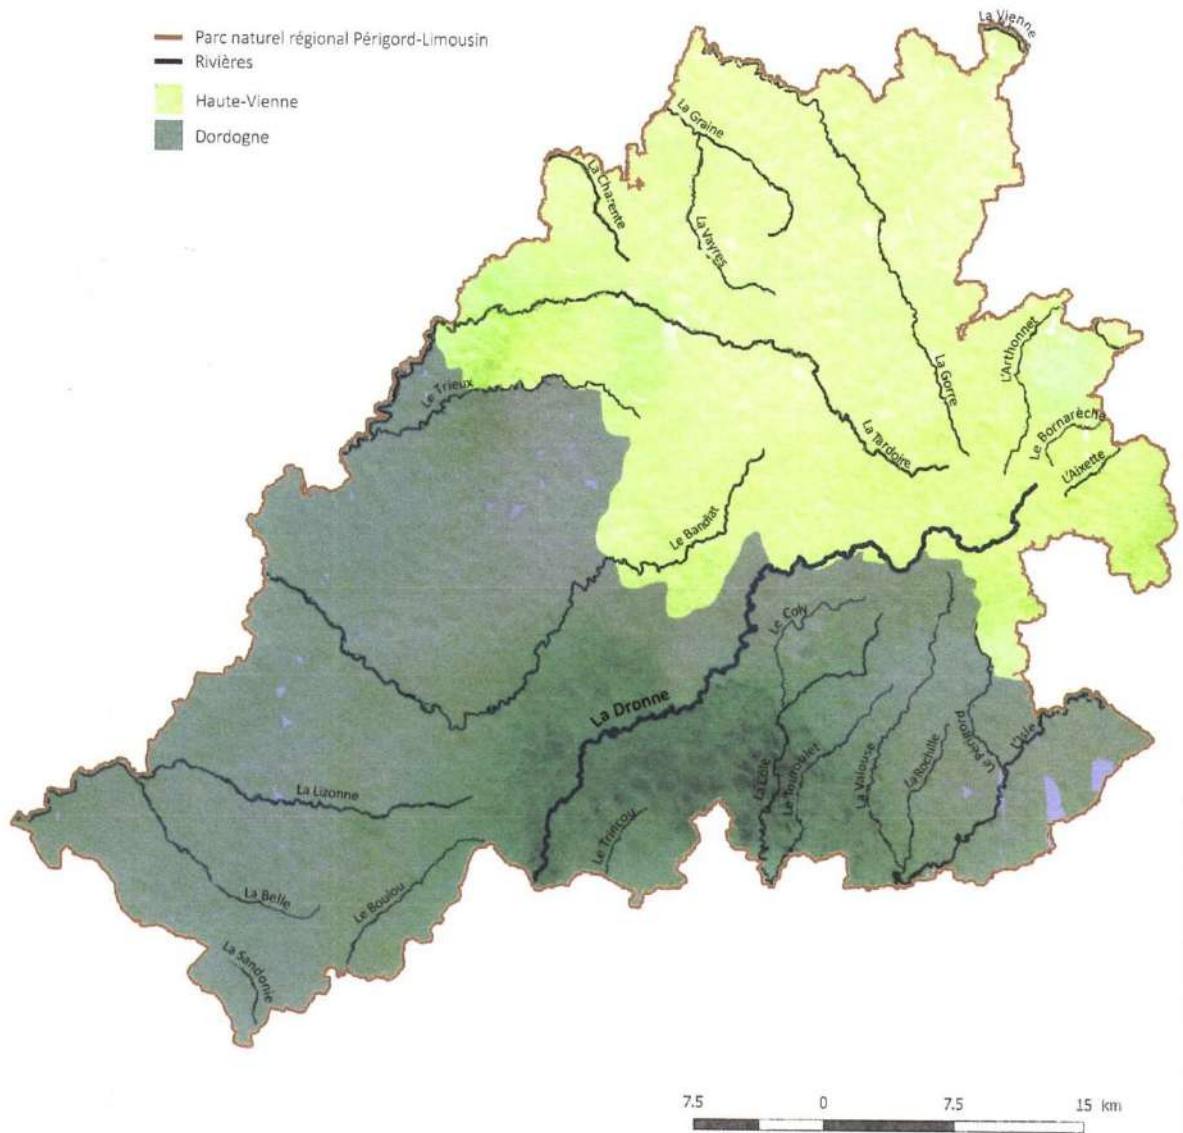 Parc naturel régional Périgord-Limousin
Rivières
Haute-Vienne
Dordogne
La Vienne
La Graine
La Charente
La Vayres
L'Arthonnet
La Gorre
Le Trieux
Le Bornarèche
La Tardoire
L'Aixette
Le Bandiat
Le Coly
La Dronne
L'Isle
Le Périgord
La Rochille
La Valouse
Le Touroulet
La Côle
La Lizonne
Le Trincou
La Belle
Le Boulou
La Sandonie
7.5 0 7.5 15 km